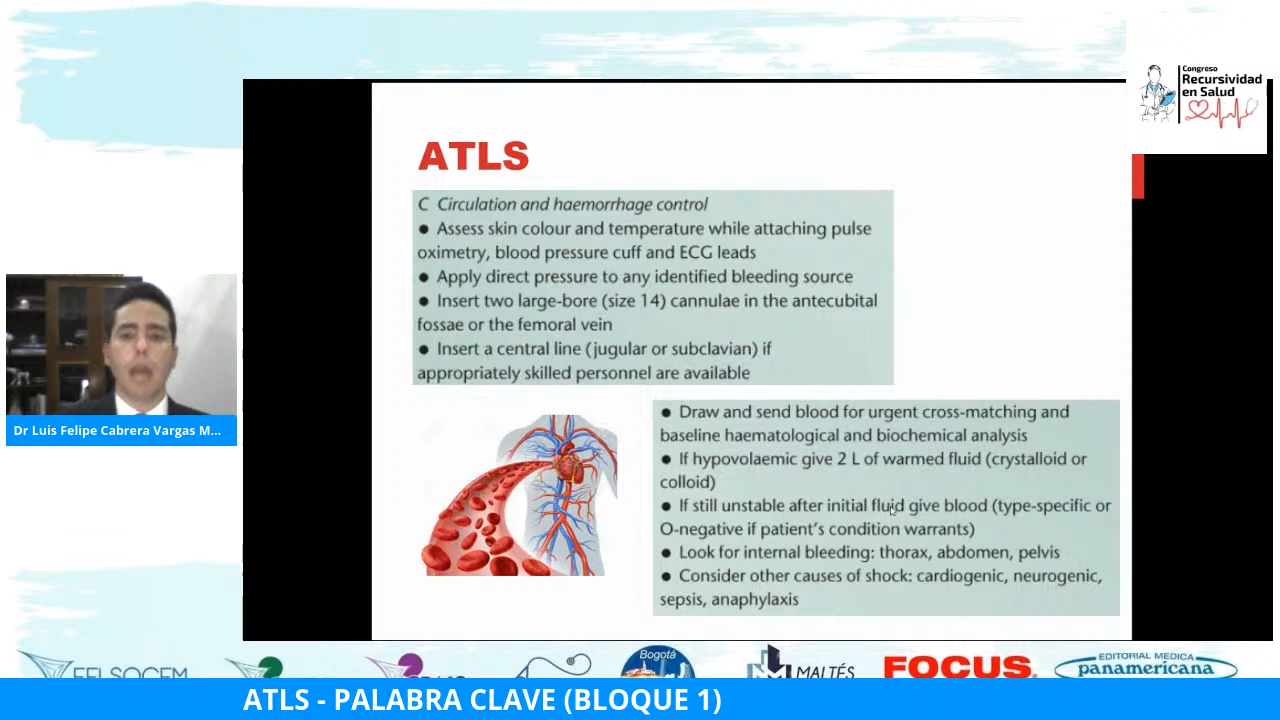 Congreso
Recursividad
en Salud
ATLS
C Circulation and haemorrhage control
● Assess skin colour and temperature while attaching pulse
oximetry, blood pressure cuff and ECG leads
● Apply direct pressure to any identified bleeding source
● Insert two large-bore (size 14) cannulae in the antecubital
fossae or the femoral vein
● Insert a central line (jugular or subclavian) if
appropriately skilled personnel are available
● Draw and send blood for urgent cross-matching and
baseline haematological and biochemical analysis
● If hypovolaemic give 2 L of warmed fluid (crystalloid or
colloid)
● If still unstable after initial fluid give blood (type-specific or
O-negative if patient's condition warrants)
● Look for internal bleeding: thorax, abdomen, pelvis
● Consider other causes of shock: cardiogenic, neurogenic,
sepsis, anaphylaxis
Dr Luis Felipe Cabrera Vargas M...
Bogotá
MALTÉS
FOCUS
EDITORIAL MEDICA
panamericana
ATLS - PALABRA CLAVE (BLOQUE 1)